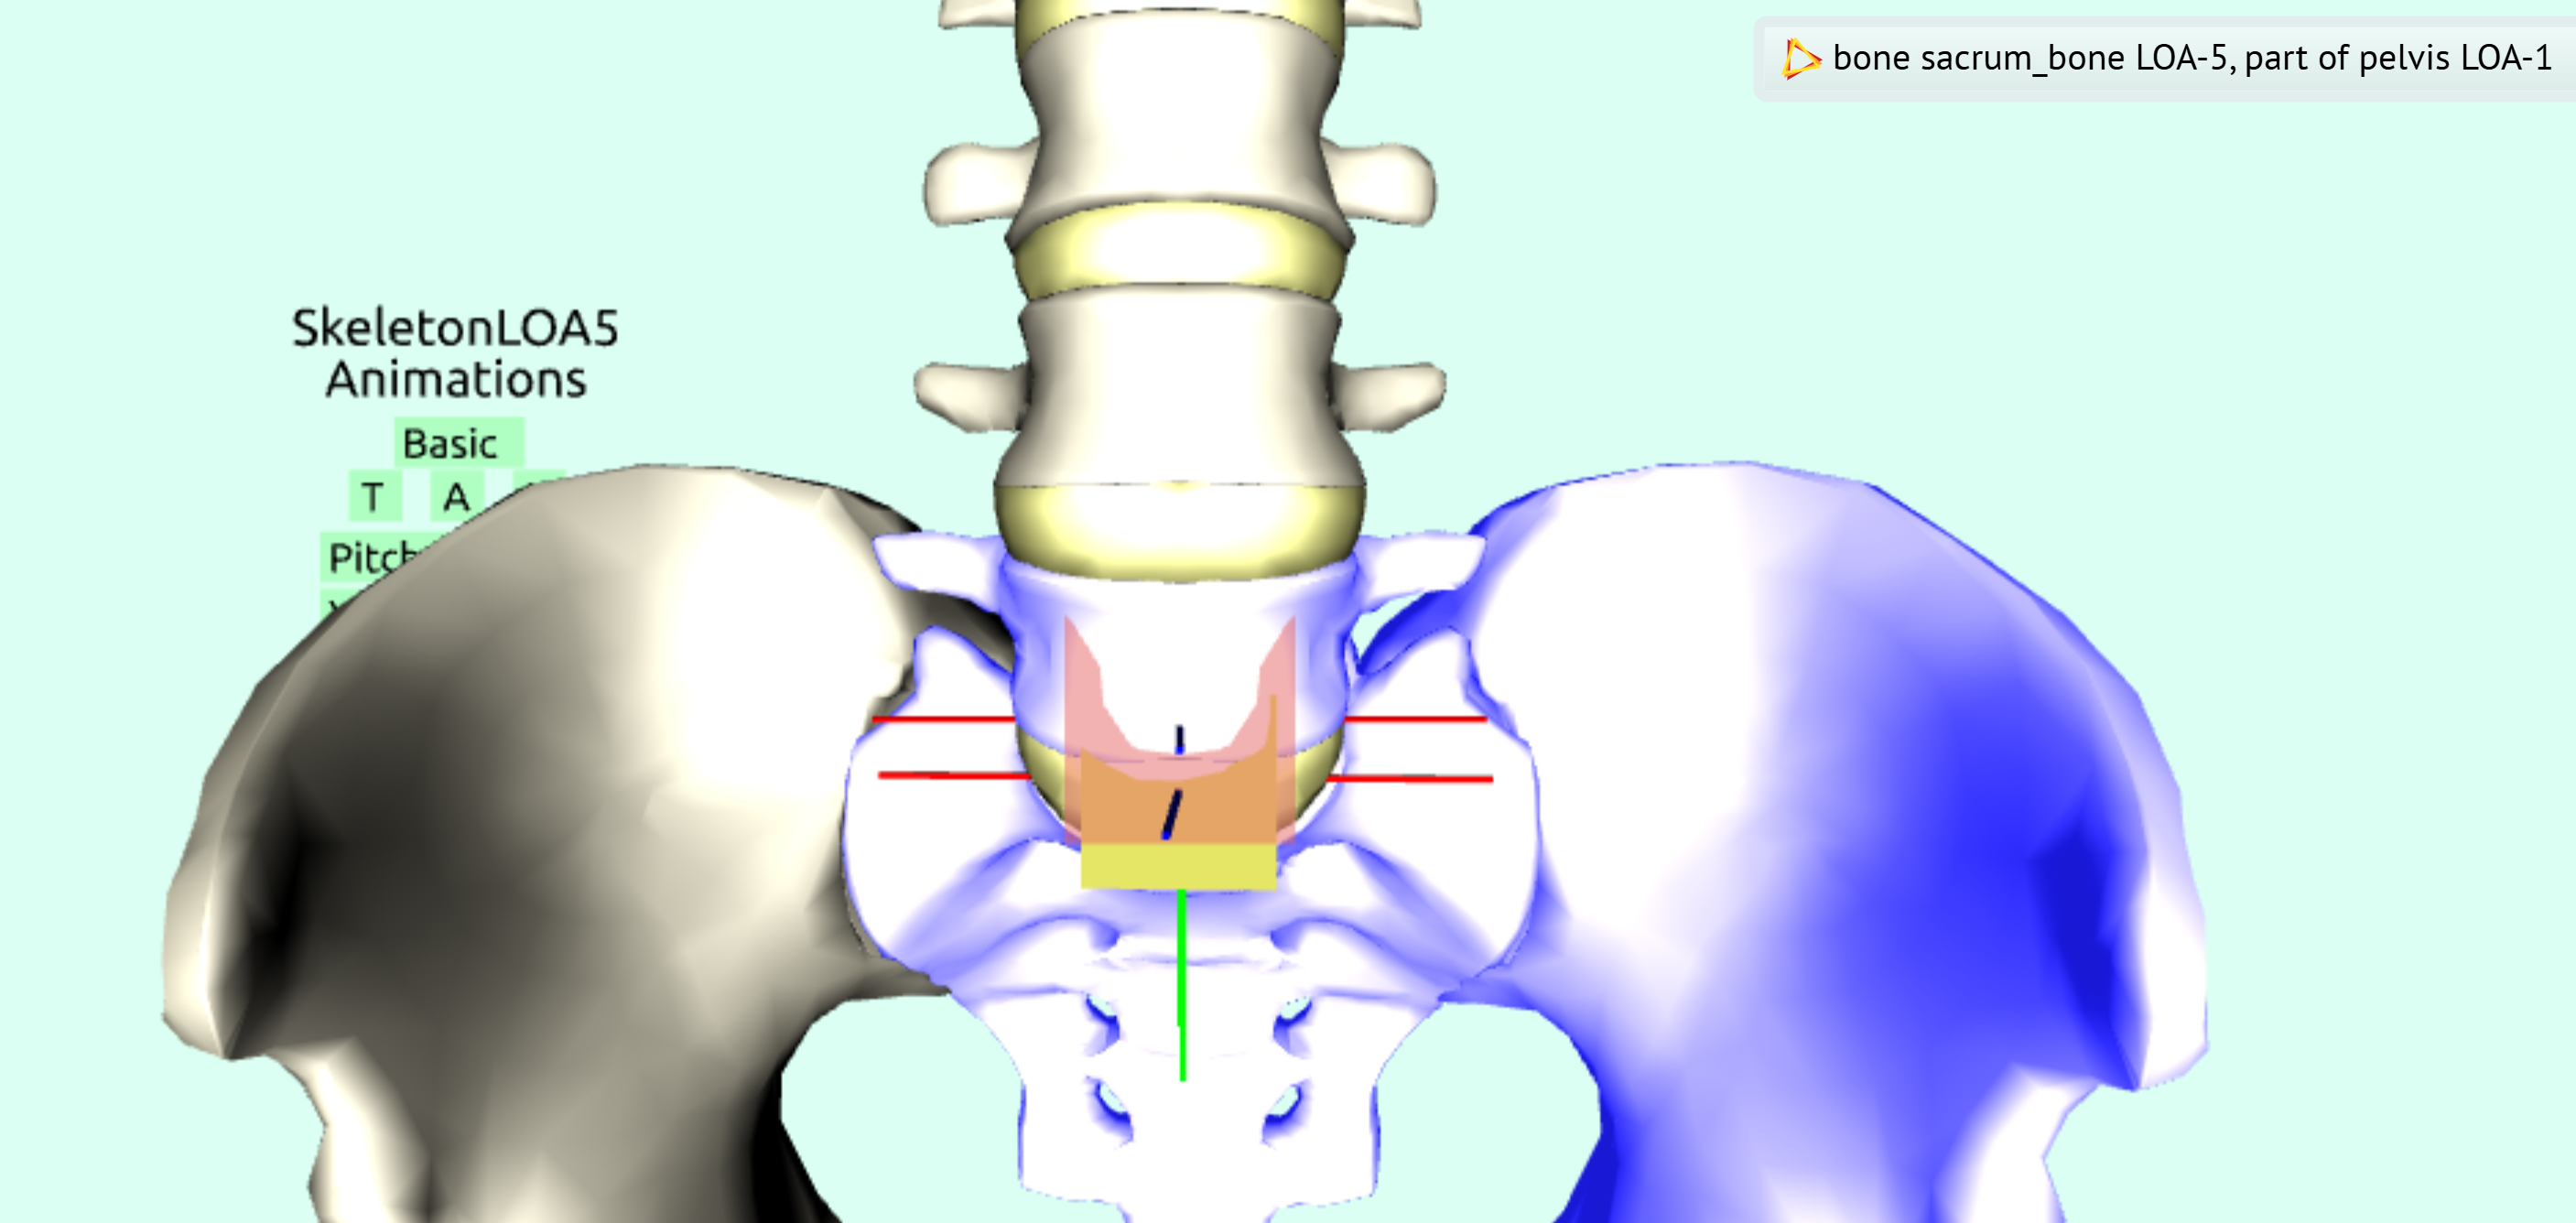 bone sacrum_bone LOA-5, part of pelvis LOA-1
SkeletonLOA5
Animations
Basic
T A